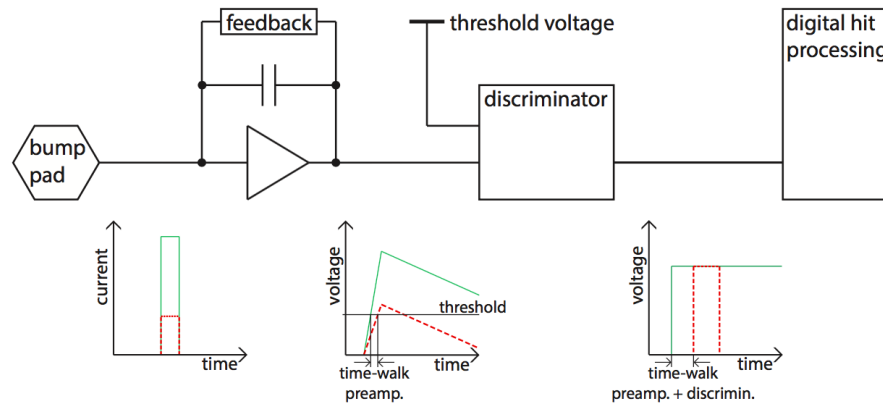 feedback
threshold voltage
digital hit
processing
discriminator
bump
pad
current
time
voltage
threshold
time
time-walk
preamp.
voltage
time
time-walk
preamp. + discrimin.